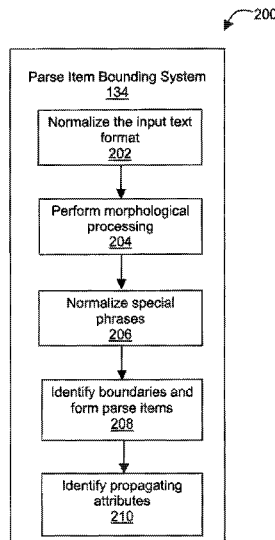 200
Parse Item Bounding System
134
Normalize the input text
format
202
Perform morphological
processing
204
Normalize special
phrases
206
Identify boundaries and
form parse items
208
Identify propagating
attributes
210